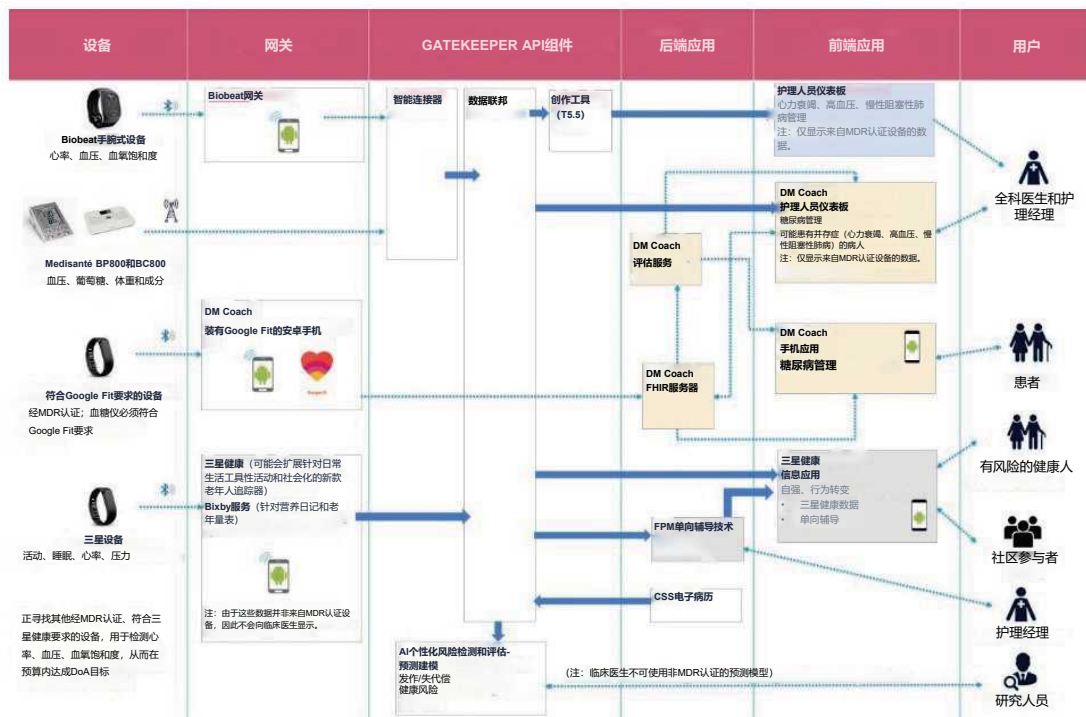 设备
网关
GATEKEEPER API组件
后端应用
前端应用
用户
Biobeat手腕式设备
心率、血压、血氧饱和度
Medisanté BP800和BC800
血压、葡萄糖、体重和成分
符合Google Fit要求的设备
经MDR认证；血糖仪必须符合
Google Fit要求
三星设备
活动、睡眠、心率、压力
正寻找其他经MDR认证、符合三
星健康要求的设备，用于检测心
率、血压、血氧饱和度，从而在
预算内达成DoA目标
Biobeat网关
DM Coach
装有Google Fit的安卓手机
三星健康（可能会扩展针对日常
生活工具性活动和社会化的新款
老年人追踪器）
Bixby服务（针对营养日记和老
年量表）
注：由于这些数据并非来自MDR认证设
备，因此不会向临床医生显示。
智能连接器
数据联邦
创作工具
（T5.5）
AI个性化风险检测和评估-
预测建模
发作/失代偿
健康风险
（注：临床医生不可使用非MDR认证的预测模型）
DM Coach
评估服务
DM Coach
FHIR服务器
FPM单向辅导技术
CSS电子病历
护理人员仪表板
心力衰竭、高血压、慢性阻塞性肺
病管理
注：仅显示来自MDR认证设备的数
据。
DM Coach
护理人员仪表板
糖尿病管理
可能患有并存症（心力衰竭、高血压、慢
性阻塞性肺病）的病人
注：仅显示来自MDR认证设备的数据。
DM Coach
手机应用
糖尿病管理
三星健康
信息应用
自强、行为转变
• 三星健康数据
• 单向辅导
全科医生和护
理经理
患者
有风险的健康人
社区参与者
护理经理
研究人员